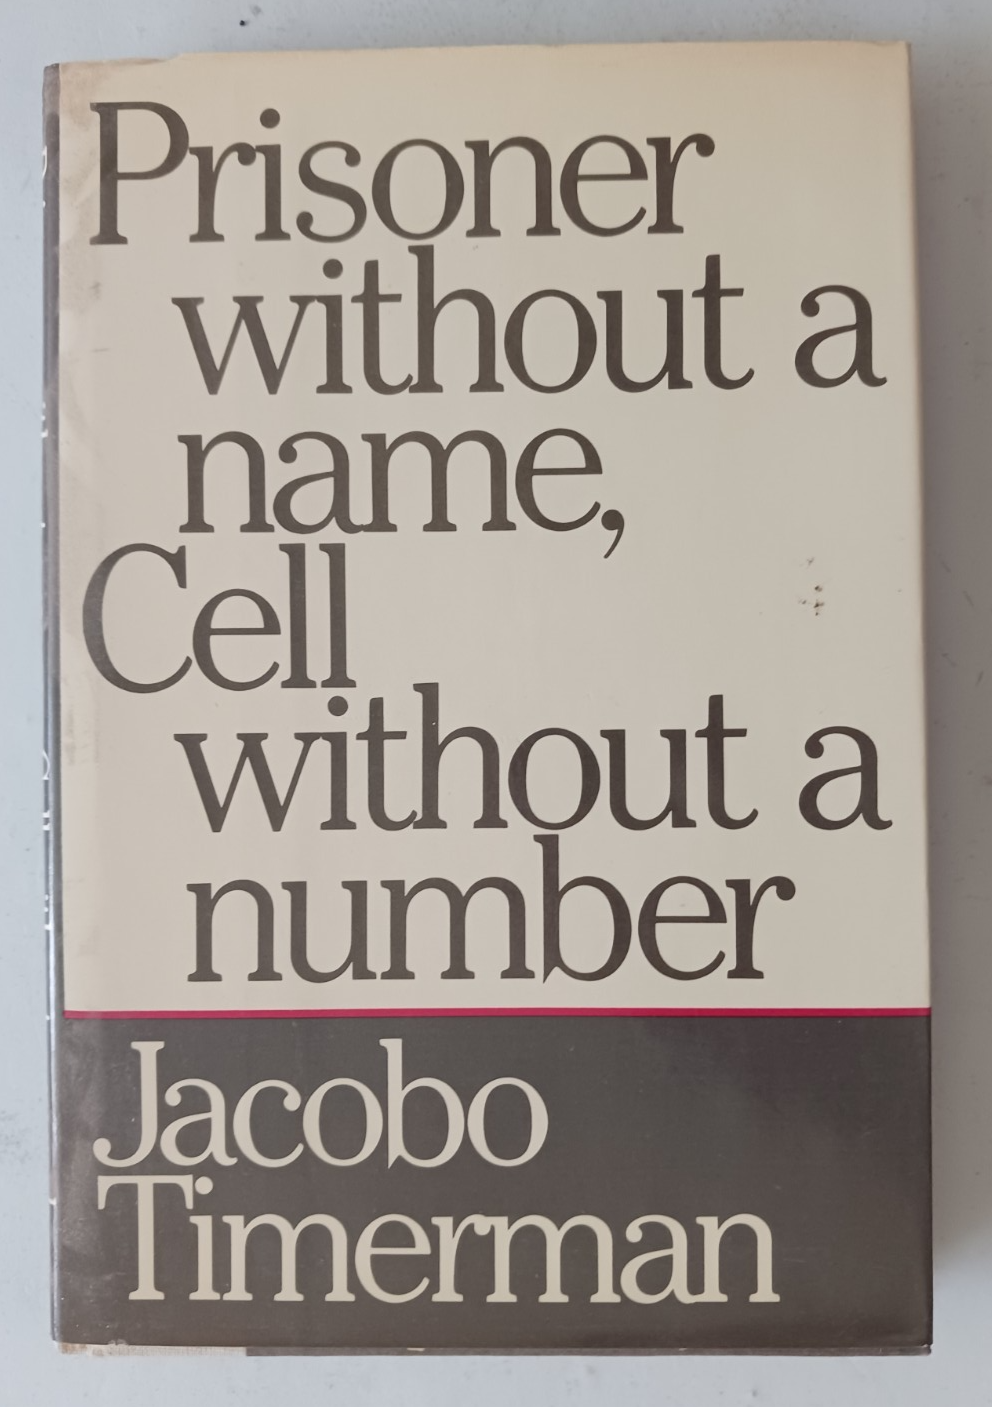 Prisoner
without a
name,
Cell
without a
number
Jacobo
Timerman